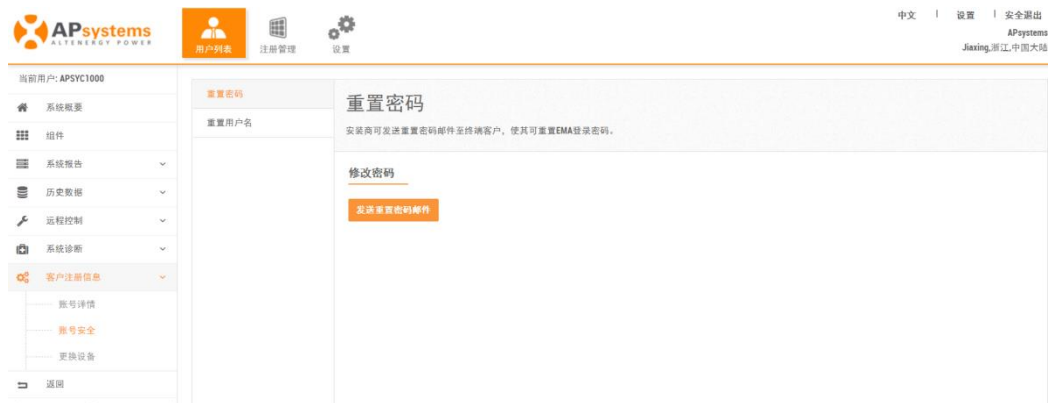 APsystems
ALTENERGY POWER
用户列表
注册管理
设置
中文 | 设置 | 安全退出
APsystems
Jiaxing,浙江,中国大陆
当前用户: APSYC1000
系统概要
组件
系统报告
历史数据
远程控制
系统诊断
客户注册信息
账号详情
账号安全
更换设备
返回
重置密码
重置用户名
重置密码
安装商可发送重置密码邮件至终端客户，使其可重置EMA登录密码。
修改密码
发送重置密码邮件